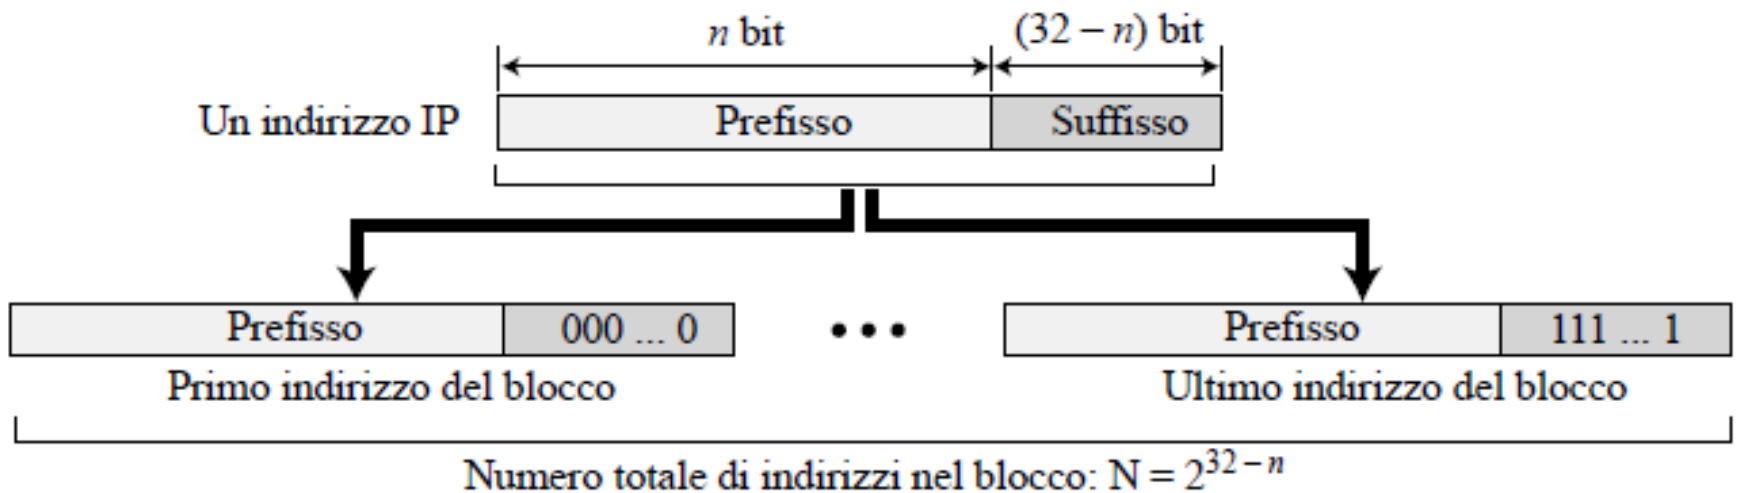 n bit (32 – n) bit
Un indirizzo IP Prefisso Suffisso
Prefisso 000 ... 0 ••• Prefisso 111 ... 1
Primo indirizzo del blocco Ultimo indirizzo del blocco
Numero totale di indirizzi nel blocco: N = 2^{32 – n}